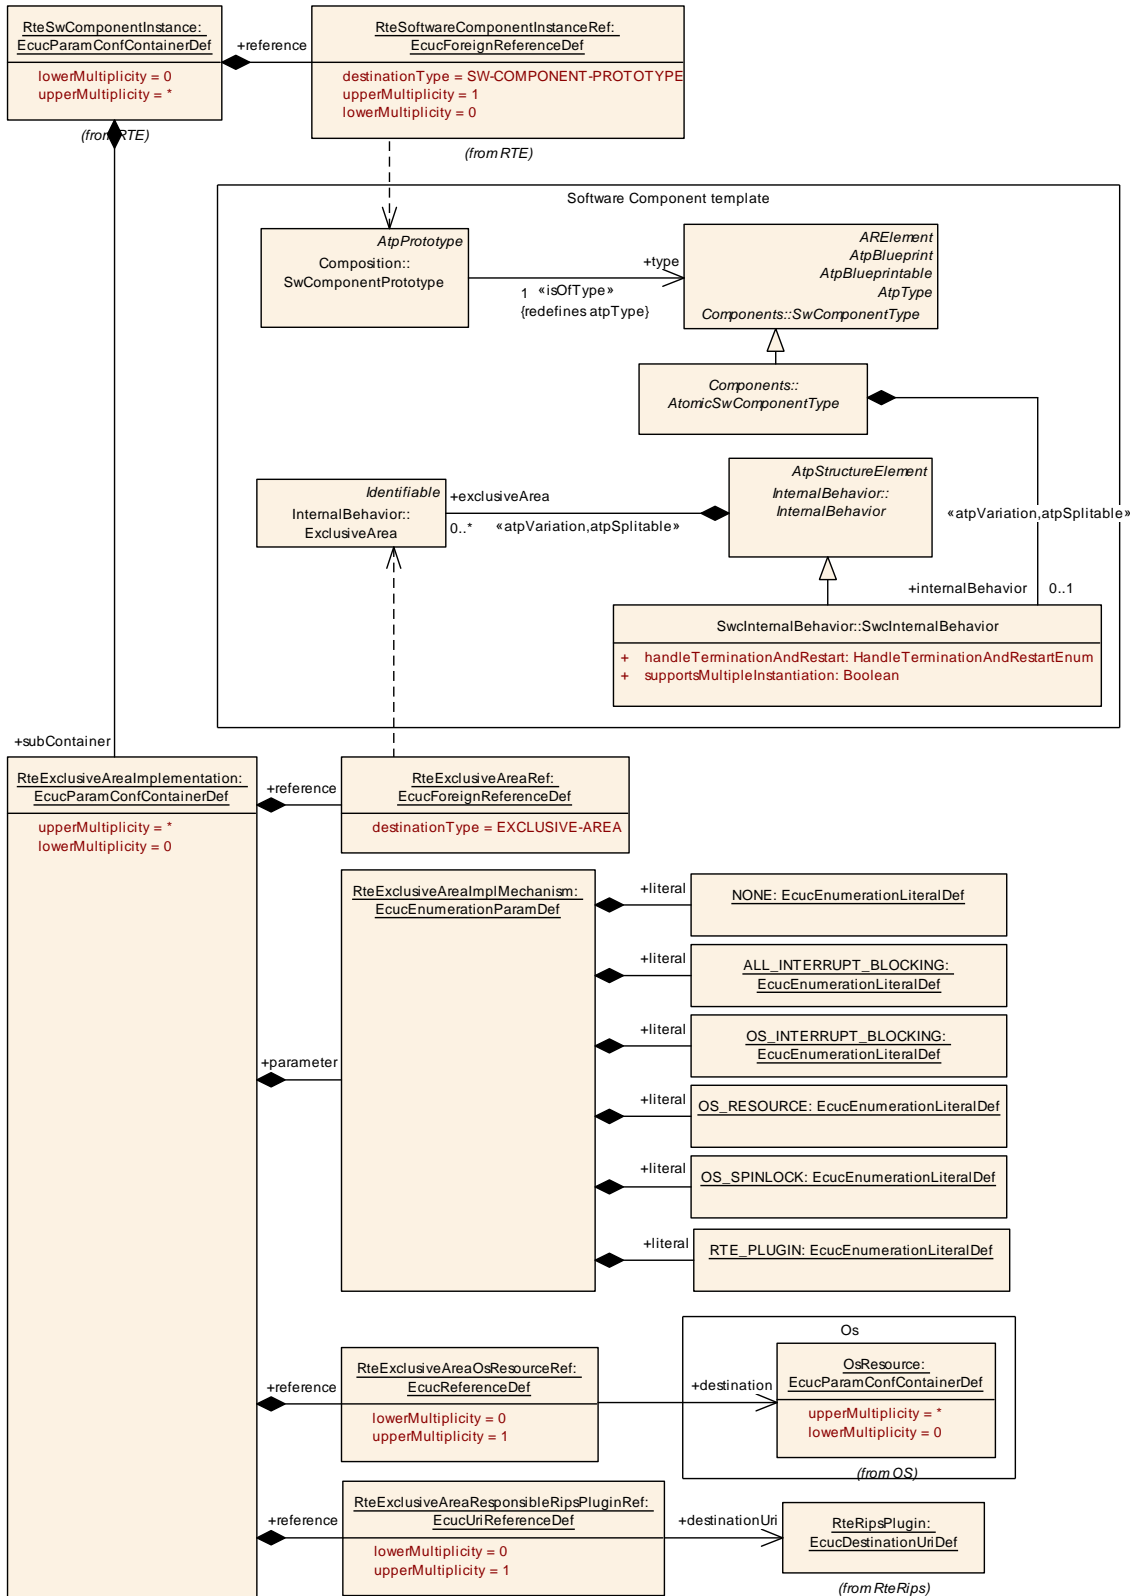 RteSwComponentInstance:
EcucParamConfContainerDef
lowerMultiplicity = 0
upperMultiplicity = *
(from RTE)
+reference
RteSoftwareComponentInstanceRef:
EcucForeignReferenceDef
destinationType = SW-COMPONENT-PROTOTYPE
upperMultiplicity = 1
lowerMultiplicity = 0
(from RTE)
Software Component template
AtpPrototype
Composition::
SwComponentPrototype
+type
1 «isOfType»
{redefines atpType}
ARElement
AtpBlueprint
AtpBlueprintable
AtpType
Components::SwComponentType
Components::
AtomicSwComponentType
Identifiable
InternalBehavior::
ExclusiveArea
+exclusiveArea
0..* «atpVariation,atpSplitable»
AtpStructureElement
InternalBehavior::
InternalBehavior
«atpVariation,atpSplitable»
+internalBehavior 0..1
SwcInternalBehavior::SwcInternalBehavior
+ handleTerminationAndRestart: HandleTerminationAndRestartEnum
+ supportsMultipleInstantiation: Boolean
+subContainer
RteExclusiveAreaImplementation:
EcucParamConfContainerDef
upperMultiplicity = *
lowerMultiplicity = 0
+reference
RteExclusiveAreaRef:
EcucForeignReferenceDef
destinationType = EXCLUSIVE-AREA
+parameter
RteExclusiveAreaImplMechanism:
EcucEnumerationParamDef
+literal
NONE: EcucEnumerationLiteralDef
+literal
ALL_INTERRUPT_BLOCKING:
EcucEnumerationLiteralDef
+literal
OS_INTERRUPT_BLOCKING:
EcucEnumerationLiteralDef
+literal
OS_RESOURCE: EcucEnumerationLiteralDef
+literal
OS_SPINLOCK: EcucEnumerationLiteralDef
+literal
RTE_PLUGIN: EcucEnumerationLiteralDef
+reference
RteExclusiveAreaOsResourceRef:
EcucReferenceDef
lowerMultiplicity = 0
upperMultiplicity = 1
+destination
Os
OsResource:
EcucParamConfContainerDef
upperMultiplicity = *
lowerMultiplicity = 0
(from OS)
+reference
RteExclusiveAreaResponsibleRipsPluginRef:
EcucUriReferenceDef
lowerMultiplicity = 0
upperMultiplicity = 1
+destinationUri
RteRipsPlugin:
EcucDestinationUriDef
(from RteRips)